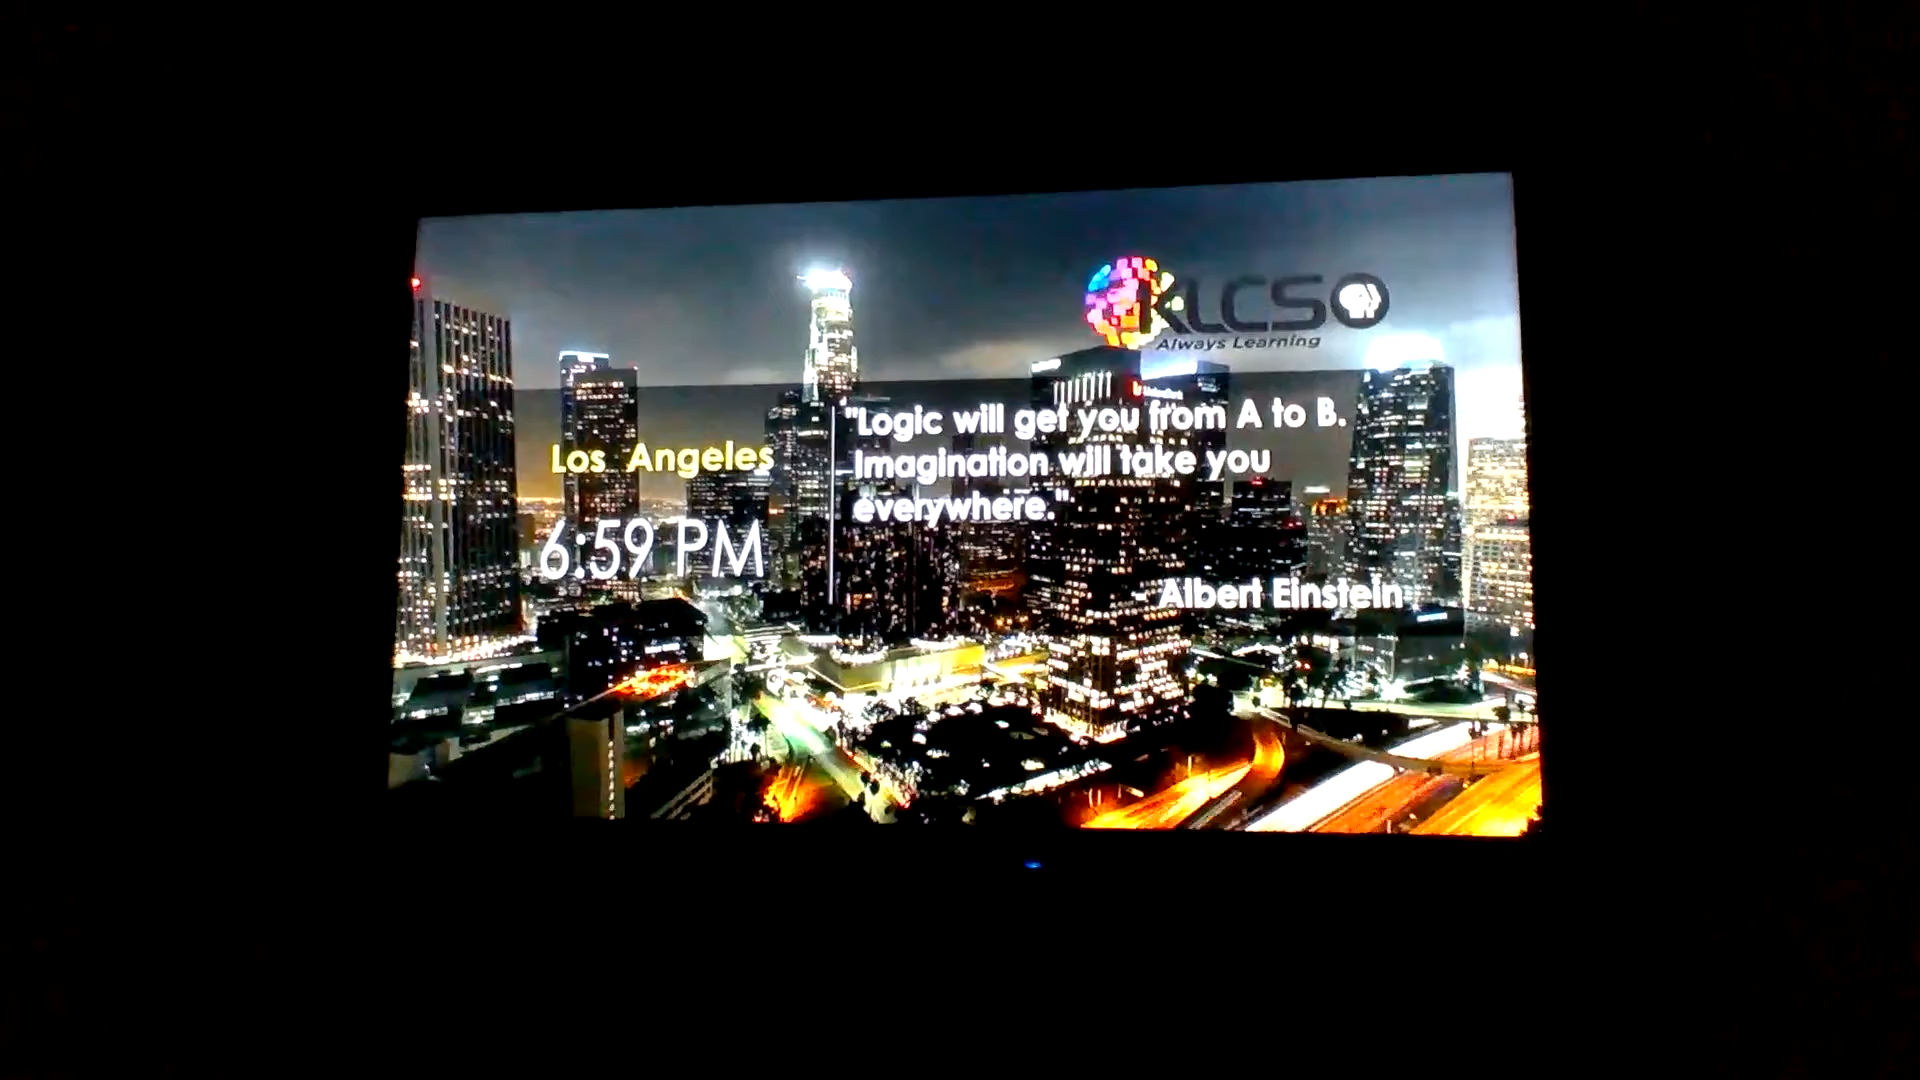 KLCS
Always Learning
"Logic will get you from A to B.
Imagination will take you
everywhere."
- Albert Einstein
Los Angeles
6:59 PM